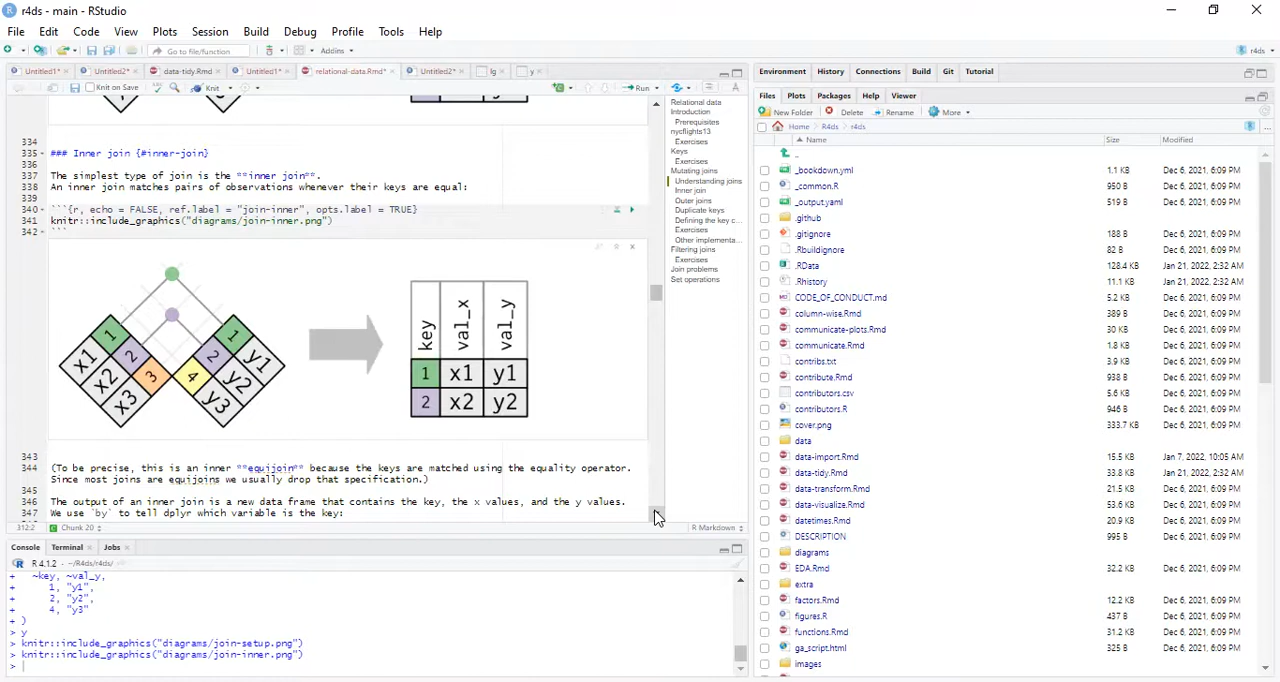 r4ds - main - RStudio
File Edit Code View Plots Session Build Debug Profile Tools Help
Go to file/function Addins r4ds
Untitled1* Untitled2* data-tidy.Rmd Untitled1* relational-data.Rmd* Untitled2* lg y
Knit on Save Knit Run
334
335 ### Inner join {#inner-join}
336
337 The simplest type of join is the **inner join**.
338 An inner join matches pairs of observations whenever their keys are equal:
339
340 ```{r, echo = FALSE, ref.label = "join-inner", opts.label = TRUE}
341 knitr::include_graphics("diagrams/join-inner.png")
342 ```
key val_x val_y
1 x1 y1
2 x2 y2
x1 1 1 y1
x2 2 2 y2
x3 3 4 y3
343
344 (To be precise, this is an inner **equijoin** because the keys are matched using the equality operator.
Since most joins are equijoins we usually drop that specification.)
345
346 The output of an inner join is a new data frame that contains the key, the x values, and the y values.
347 We use `by` to tell dplyr which variable is the key:
312:2 Chunk 20 R Markdown
Relational data
Introduction
Prerequisites
nycflights13
Exercises
Keys
Exercises
Mutating joins
Understanding joins
Inner join
Outer joins
Duplicate keys
Defining the key c...
Exercises
Other implementa...
Filtering joins
Exercises
Join problems
Set operations
Console Terminal Jobs
R 4.1.2 · ~/R4ds/r4ds/
+ ~key, ~val_y,
+ 1, "y1",
+ 2, "y2",
+ 4, "y3"
+ )
> y
> knitr::include_graphics("diagrams/join-setup.png")
> knitr::include_graphics("diagrams/join-inner.png")
>
Environment History Connections Build Git Tutorial
Files Plots Packages Help Viewer
New Folder Delete Rename More
Home R4ds r4ds
Name Size Modified
..
_bookdown.yml 1.1 KB Dec 6, 2021, 6:09 PM
_common.R 950 B Dec 6, 2021, 6:09 PM
_output.yaml 519 B Dec 6, 2021, 6:09 PM
.github
.gitignore 188 B Dec 6, 2021, 6:09 PM
.Rbuildignore 82 B Dec 6, 2021, 6:09 PM
.RData 128.4 KB Jan 21, 2022, 2:32 AM
.Rhistory 11.1 KB Jan 21, 2022, 2:32 AM
CODE_OF_CONDUCT.md 5.2 KB Dec 6, 2021, 6:09 PM
column-wise.Rmd 389 B Dec 6, 2021, 6:09 PM
communicate-plots.Rmd 30 KB Dec 6, 2021, 6:09 PM
communicate.Rmd 1.8 KB Dec 6, 2021, 6:09 PM
contribs.txt 3.9 KB Dec 6, 2021, 6:09 PM
contribute.Rmd 938 B Dec 6, 2021, 6:09 PM
contributors.csv 5.6 KB Dec 6, 2021, 6:09 PM
contributors.R 946 B Dec 6, 2021, 6:09 PM
cover.png 333.7 KB Dec 6, 2021, 6:09 PM
data
data-import.Rmd 15.5 KB Jan 7, 2022, 10:05 AM
data-tidy.Rmd 33.8 KB Jan 21, 2022, 2:32 AM
data-transform.Rmd 21.5 KB Dec 6, 2021, 6:09 PM
data-visualize.Rmd 53.6 KB Dec 6, 2021, 6:09 PM
datetimes.Rmd 20.9 KB Dec 6, 2021, 6:09 PM
DESCRIPTION 995 B Dec 6, 2021, 6:09 PM
diagrams
EDA.Rmd 32.2 KB Dec 6, 2021, 6:09 PM
extra
factors.Rmd 12.2 KB Dec 6, 2021, 6:09 PM
figures.R 437 B Dec 6, 2021, 6:09 PM
functions.Rmd 31.2 KB Dec 6, 2021, 6:09 PM
ga_script.html 325 B Dec 6, 2021, 6:09 PM
images